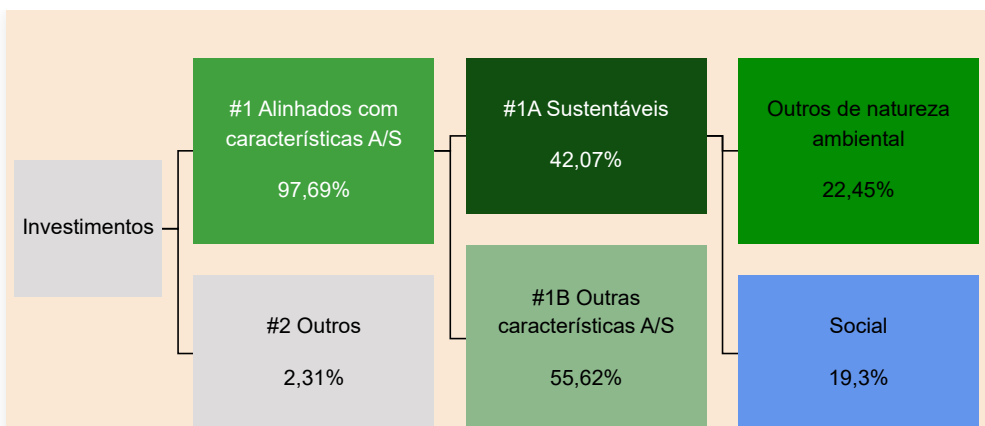 Investimentos
#1 Alinhados com
características A/S
97,69%
#2 Outros
2,31%
#1A Sustentáveis
42,07%
#1B Outras
características A/S
55,62%
Outros de natureza
ambiental
22,45%
Social
19,3%